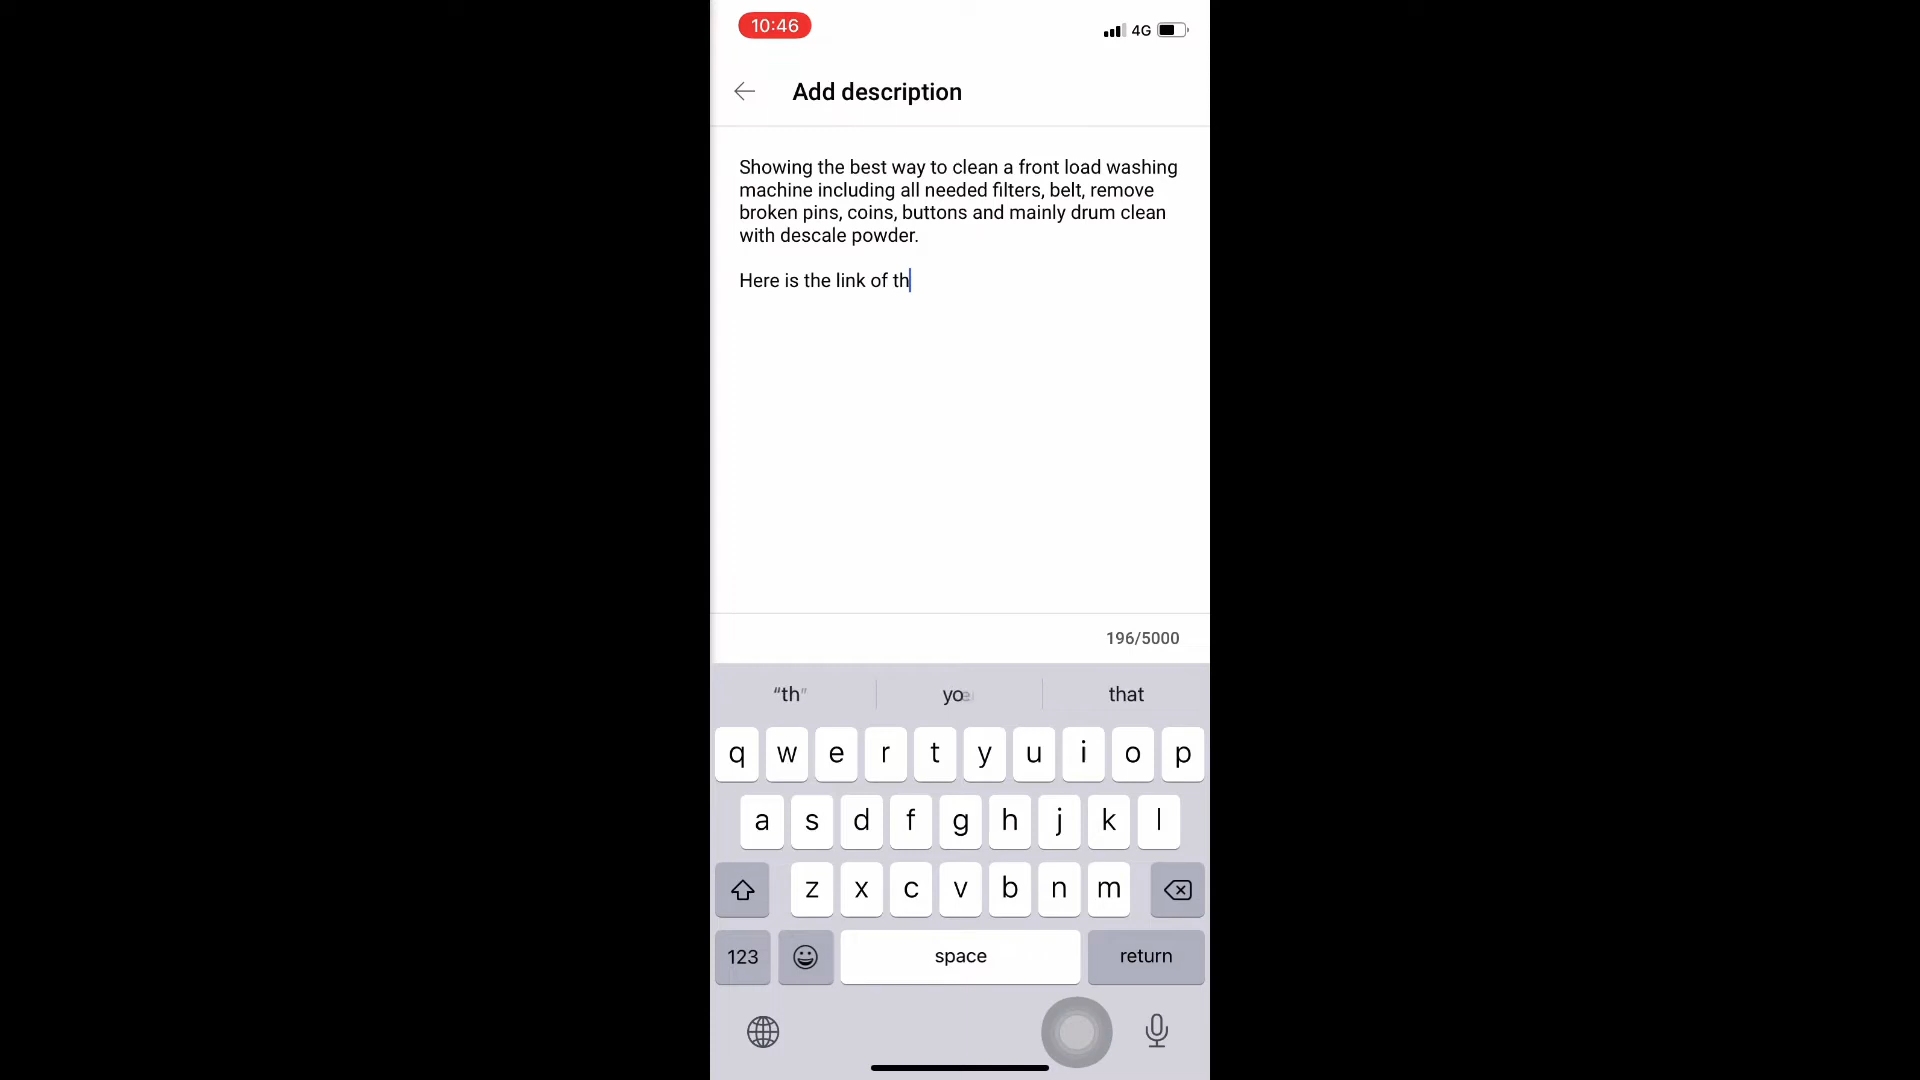 10:46
4G
Add description
Showing the best way to clean a front load washing
machine including all needed filters, belt, remove
broken pins, coins, buttons and mainly drum clean
with descale powder.
Here is the link of th
196/5000
“th” that
q w e r t y u i o p
a s d f g h j k l
z x c v b n m
123 space return